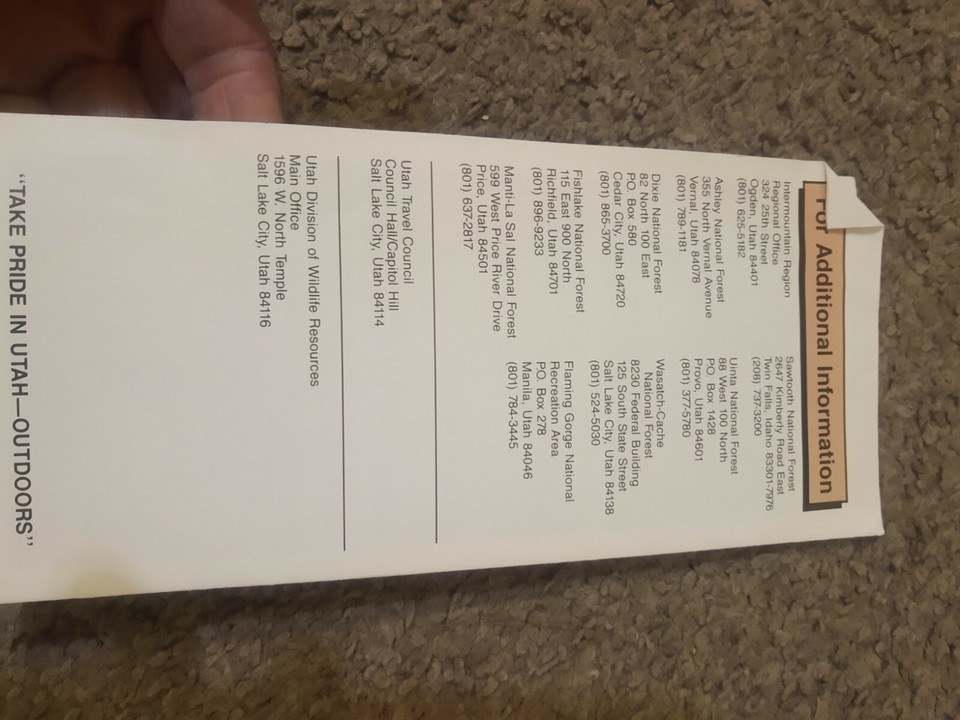 For Additional Information
Intermountain Region
Regional Office
324 25th Street
Ogden, Utah 84401
(801) 625-5182
Ashley National Forest
355 North Vernal Avenue
Vernal, Utah 84078
(801) 789-1181
Dixie National Forest
82 North 100 East
P.O. Box 580
Cedar City, Utah 84720
(801) 865-3700
Fishlake National Forest
115 East 900 North
Richfield, Utah 84701
(801) 896-9233
Manti-La Sal National Forest
599 West Price River Drive
Price, Utah 84501
(801) 637-2817
Sawtooth National Forest
2647 Kimberly Road East
Twin Falls, Idaho 83301-7976
(208) 737-3200
Uinta National Forest
88 West 100 North
P.O. Box 1428
Provo, Utah 84601
(801) 377-5780
Wasatch-Cache
National Forest
8230 Federal Building
125 South State Street
Salt Lake City, Utah 84138
(801) 524-5030
Flaming Gorge National
Recreation Area
P.O. Box 278
Manila, Utah 84046
(801) 784-3445
Utah Travel Council
Council Hall/Capitol Hill
Salt Lake City, Utah 84114
Utah Division of Wildlife Resources
Main Office
1596 W. North Temple
Salt Lake City, Utah 84116
“TAKE PRIDE IN UTAH—OUTDOORS”